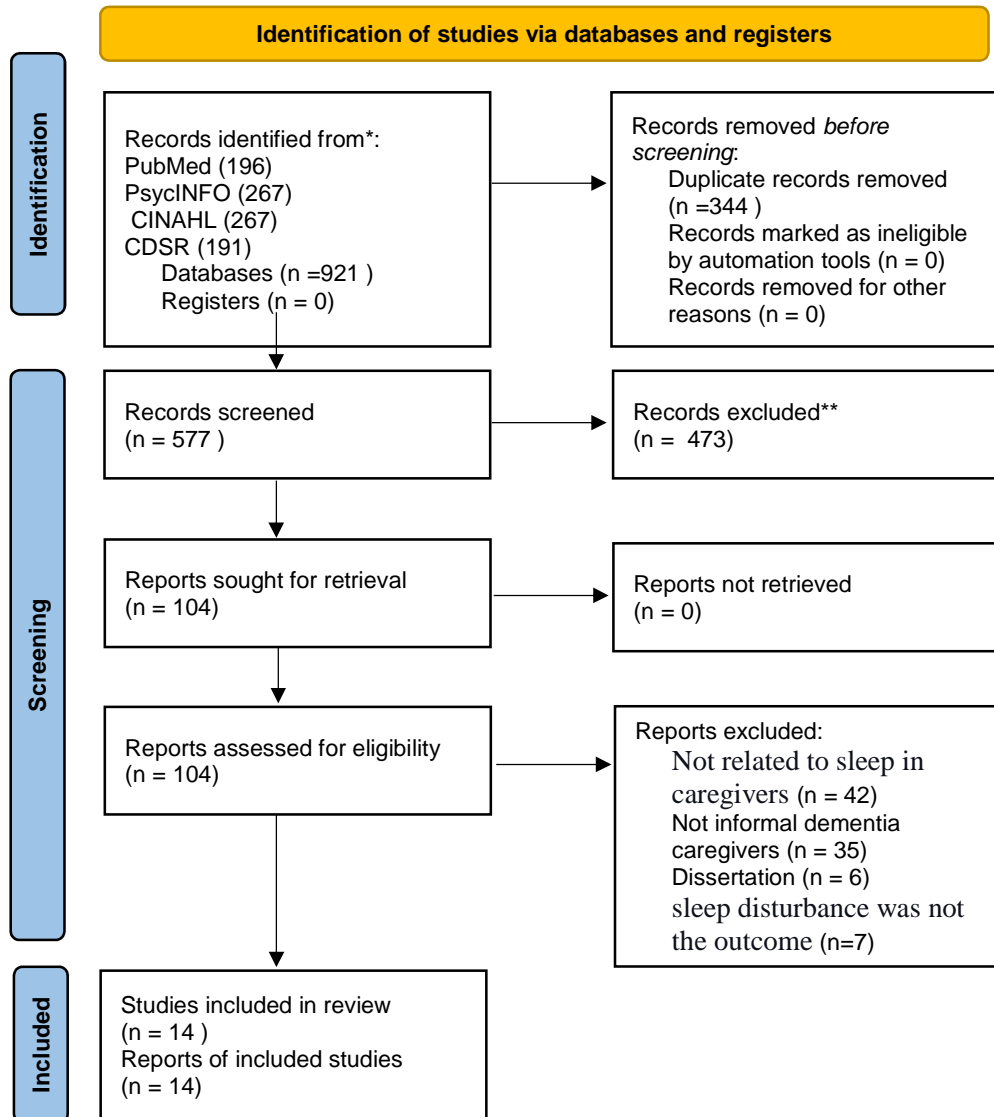 Identification of studies via databases and registers
Identification
Records identified from*:
PubMed (196)
PsycINFO (267)
CINAHL (267)
CDSR (191)
Databases (n =921 )
Registers (n = 0)
Records removed before
screening:
Duplicate records removed
(n =344 )
Records marked as ineligible
by automation tools (n = 0)
Records removed for other
reasons (n = 0)
Screening
Records screened
(n = 577 )
Records excluded**
(n = 473)
Reports sought for retrieval
(n = 104)
Reports not retrieved
(n = 0)
Reports assessed for eligibility
(n = 104)
Reports excluded:
Not related to sleep in
caregivers (n = 42)
Not informal dementia
caregivers (n = 35)
Dissertation (n = 6)
sleep disturbance was not
the outcome (n=7)
Included
Studies included in review
(n = 14 )
Reports of included studies
(n = 14)